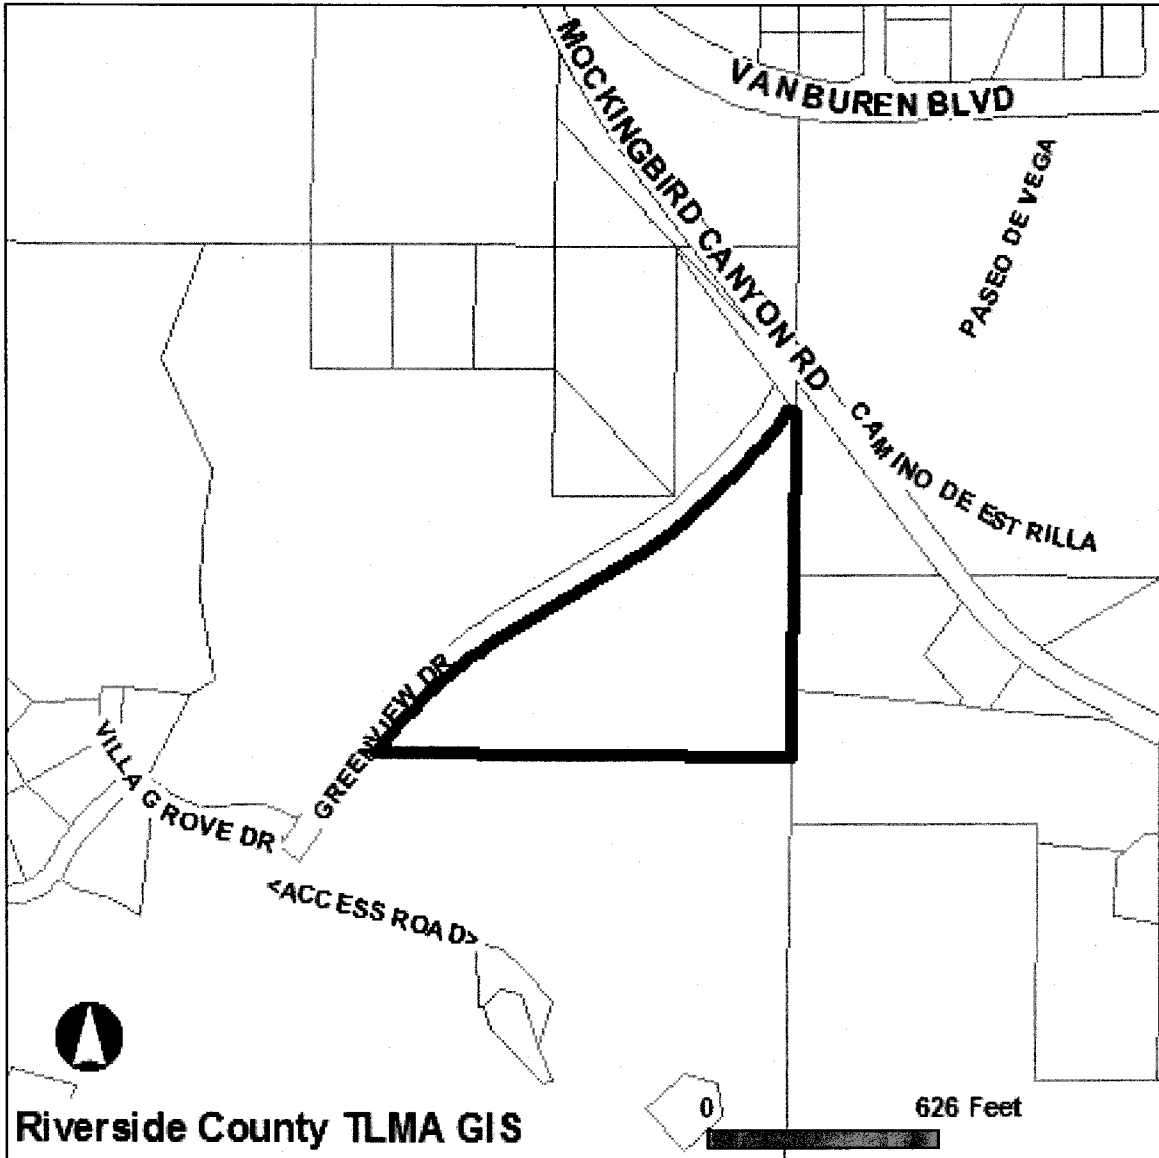 MOCKINGBIRD CANYON RD
VAN BUREN BLVD
PASEO DE VEGA
CAMINO DE ESTRILLA
GREENVIEW DR
VILLA GROVE DR
<ACCESS ROAD>
0 626 Feet
Riverside County TLMA GIS